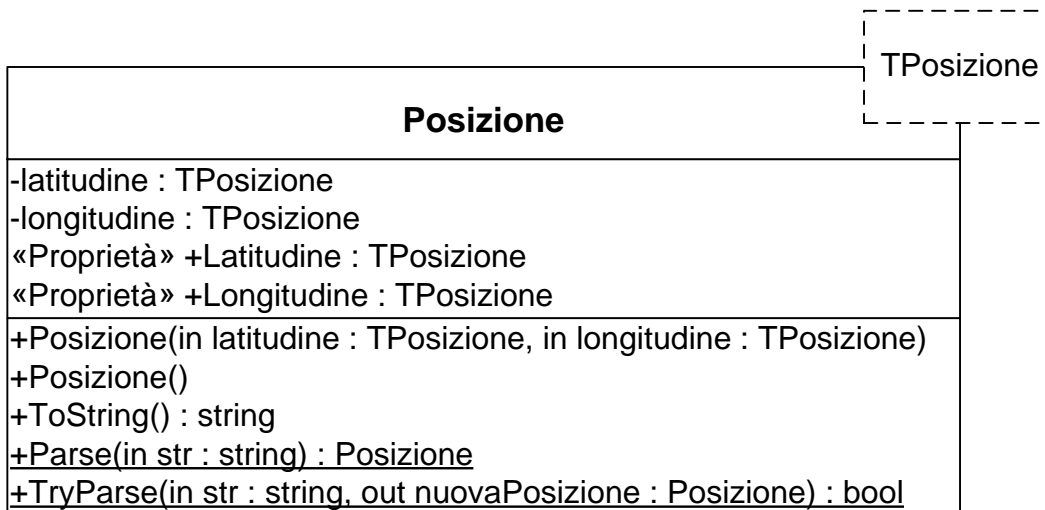 TPosizione
Posizione
-latitudine : TPosizione
-longitudine : TPosizione
«Proprietà» +Latitudine : TPosizione
«Proprietà» +Longitudine : TPosizione
+Posizione(in latitudine : TPosizione, in longitudine : TPosizione)
+Posizione()
+ToString() : string
+Parse(in str : string) : Posizione
+TryParse(in str : string, out nuovaPosizione : Posizione) : bool